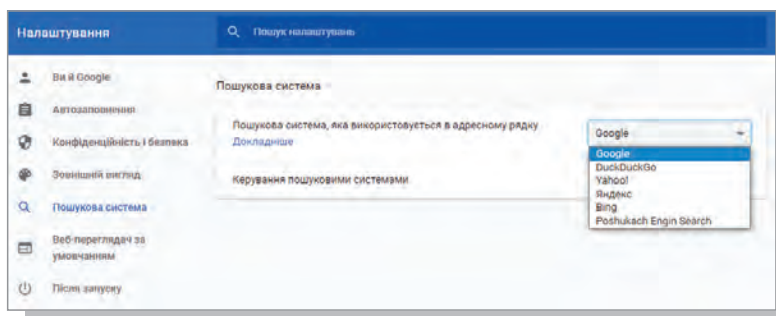 Налаштування
Пошук налаштувань
Ви й Google
Автозаповнення
Конфіденційність і безпека
Зовнішній вигляд
Пошукова система
Веб-переглядач за
умовчанням
Після запуску
Пошукова система
Пошукова система, яка використовується в адресному рядку
Докладніше
Google
Керування пошуковими системами
Google
DuckDuckGo
Yahoo!
Яндекс
Bing
Poshukach Engin Search